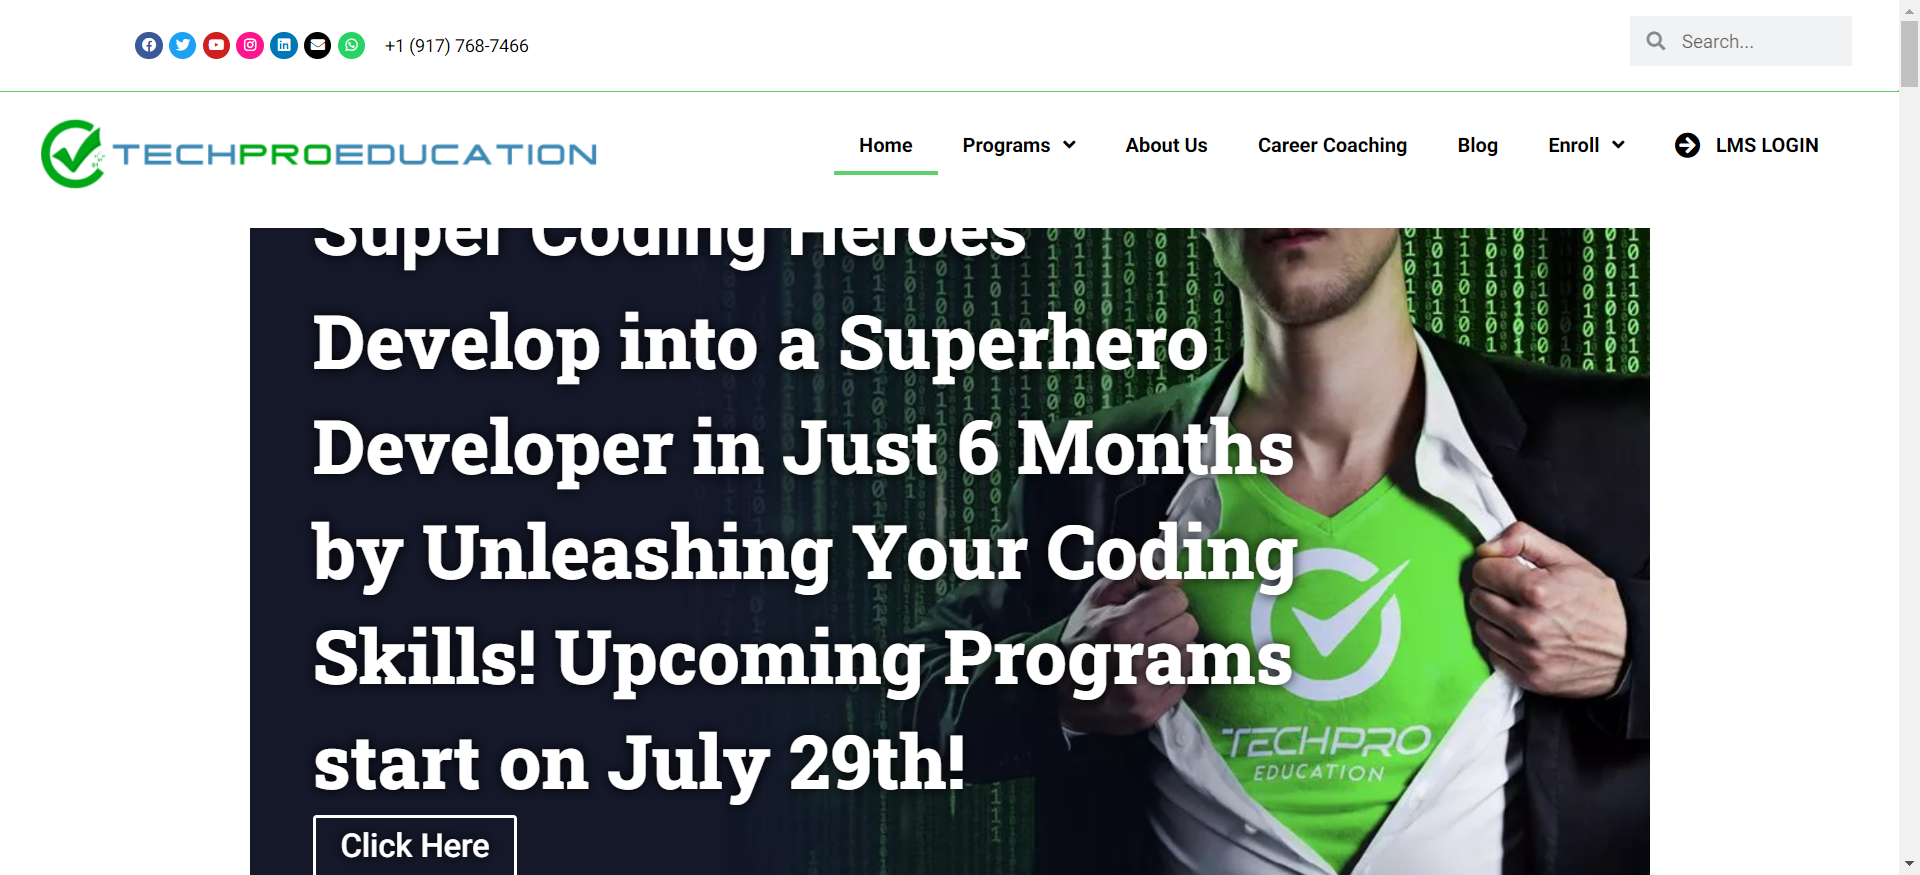 +1 (917) 768-7466
Search...
TECHPROEDUCATION
Home Programs About Us Career Coaching Blog Enroll LMS LOGIN
Super Coding Heroes
Develop into a Superhero
Developer in Just 6 Months
by Unleashing Your Coding
Skills! Upcoming Programs
start on July 29th!
TECHPRO
EDUCATION
Click Here